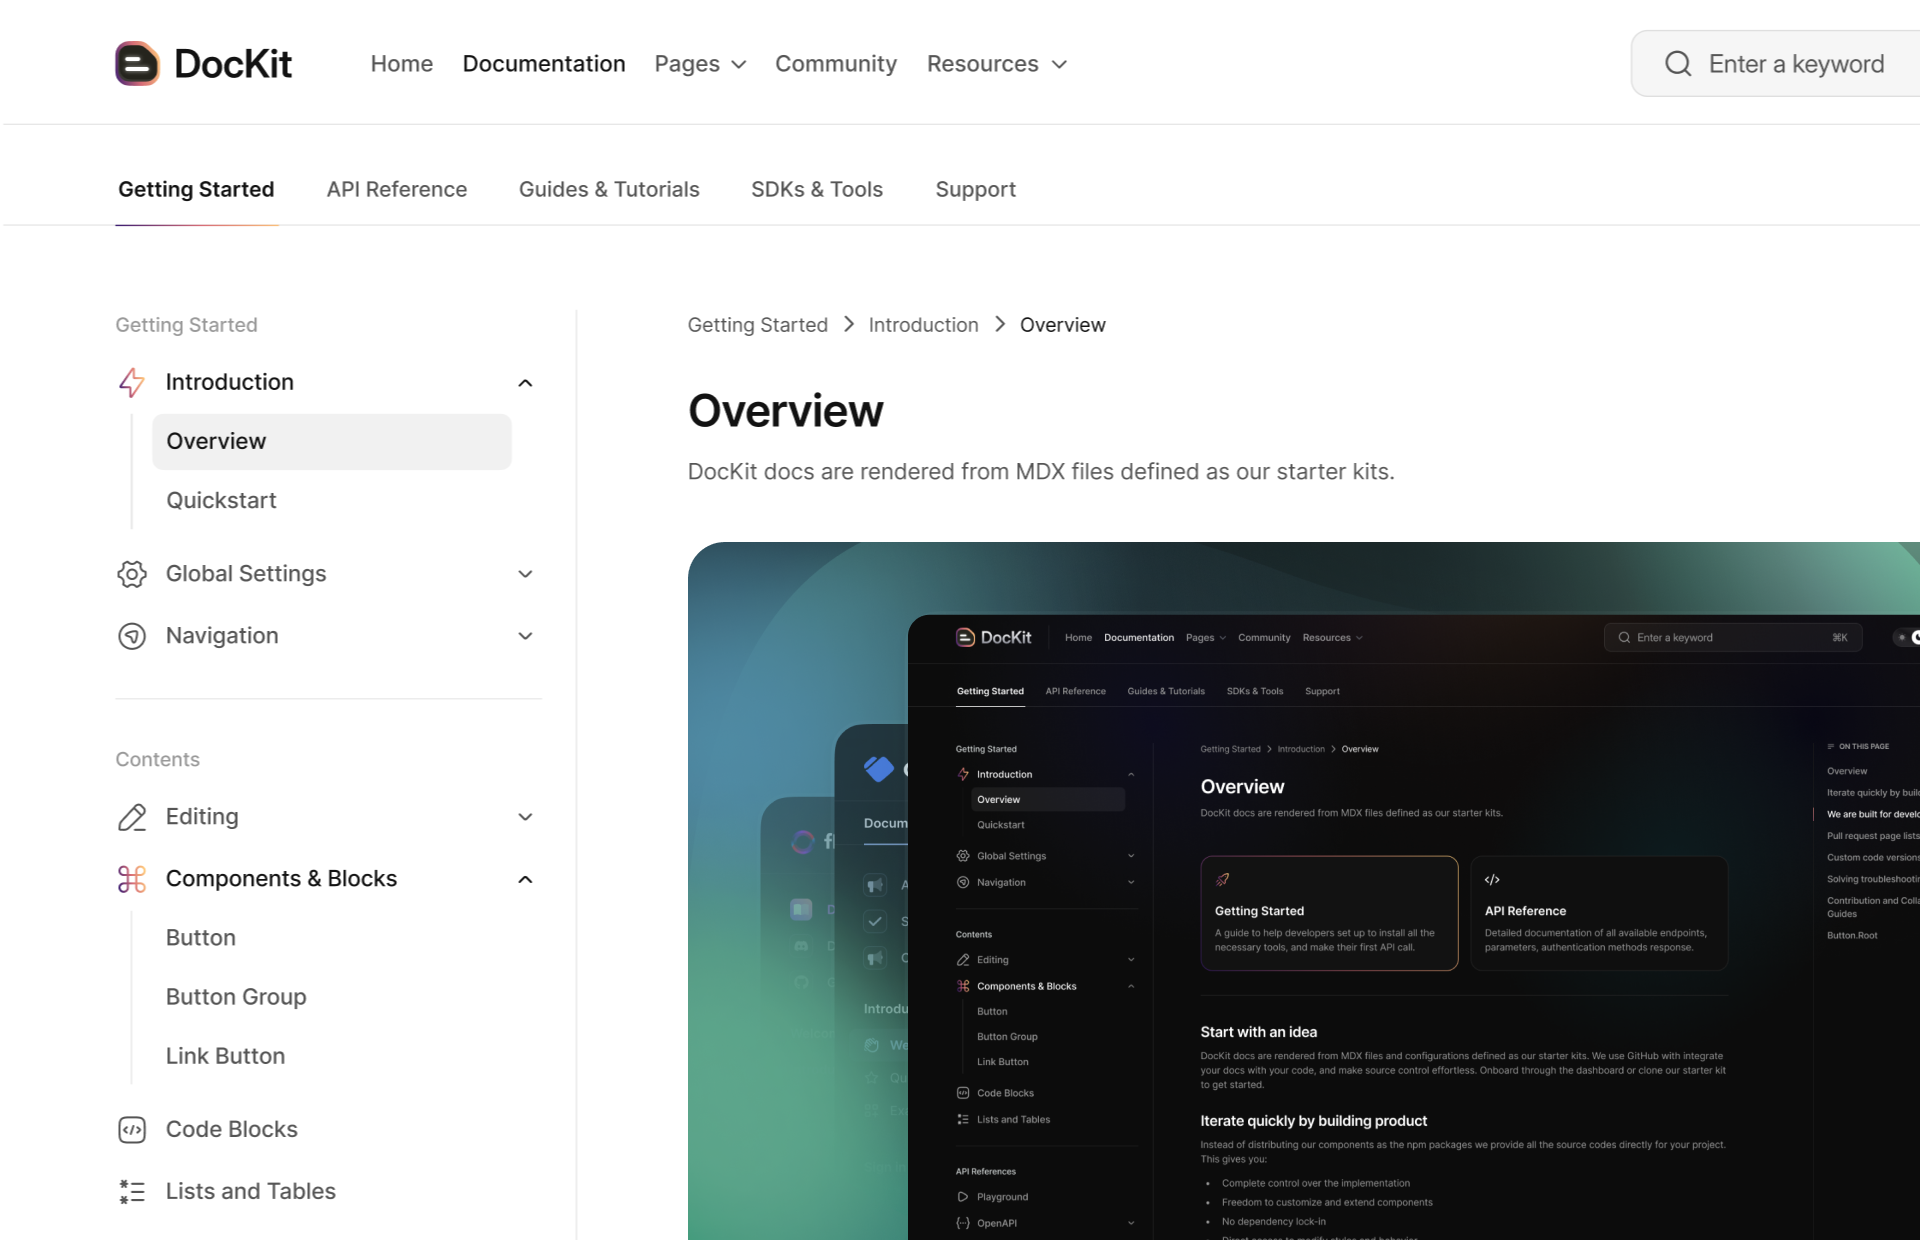 DocKit
Home Documentation Pages Community Resources
Enter a keyword
Getting Started API Reference Guides & Tutorials SDKs & Tools Support
Getting Started
Introduction
Overview
Quickstart
Global Settings
Navigation
Contents
Editing
Components & Blocks
Button
Button Group
Link Button
Code Blocks
Lists and Tables
Getting Started > Introduction > Overview
Overview
DocKit docs are rendered from MDX files defined as our starter kits.
Docum
Introdu
We
Qu
DocKit
Home Documentation Pages Community Resources
Enter a keyword ⌘K
Getting Started API Reference Guides & Tutorials SDKs & Tools Support
Getting Started
Introduction
Overview
Quickstart
Global Settings
Navigation
Contents
Editing
Components & Blocks
Button
Button Group
Link Button
Code Blocks
Lists and Tables
API References
Playground
OpenAPI
Getting Started > Introduction > Overview
Overview
DocKit docs are rendered from MDX files defined as our starter kits.
Getting Started
A guide to help developers set up to install all the
necessary tools, and make their first API call.
</>
API Reference
Detailed documentation of all available endpoints,
parameters, authentication methods response.
Start with an idea
DocKit docs are rendered from MDX files and configurations defined as our starter kits. We use GitHub with integrate
your docs with your code, and make source control effortless. Onboard through the dashboard or clone our starter kit
to get started.
Iterate quickly by building product
Instead of distributing our components as the npm packages we provide all the source codes directly for your project.
This gives you:
• Complete control over the implementation
• Freedom to customize and extend components
• No dependency lock-in
ON THIS PAGE
Overview
Iterate quickly by buil
We are built for develo
Pull request page lists
Custom code versions
Solving troubleshootin
Contribution and Colla
Guides
Button.Root